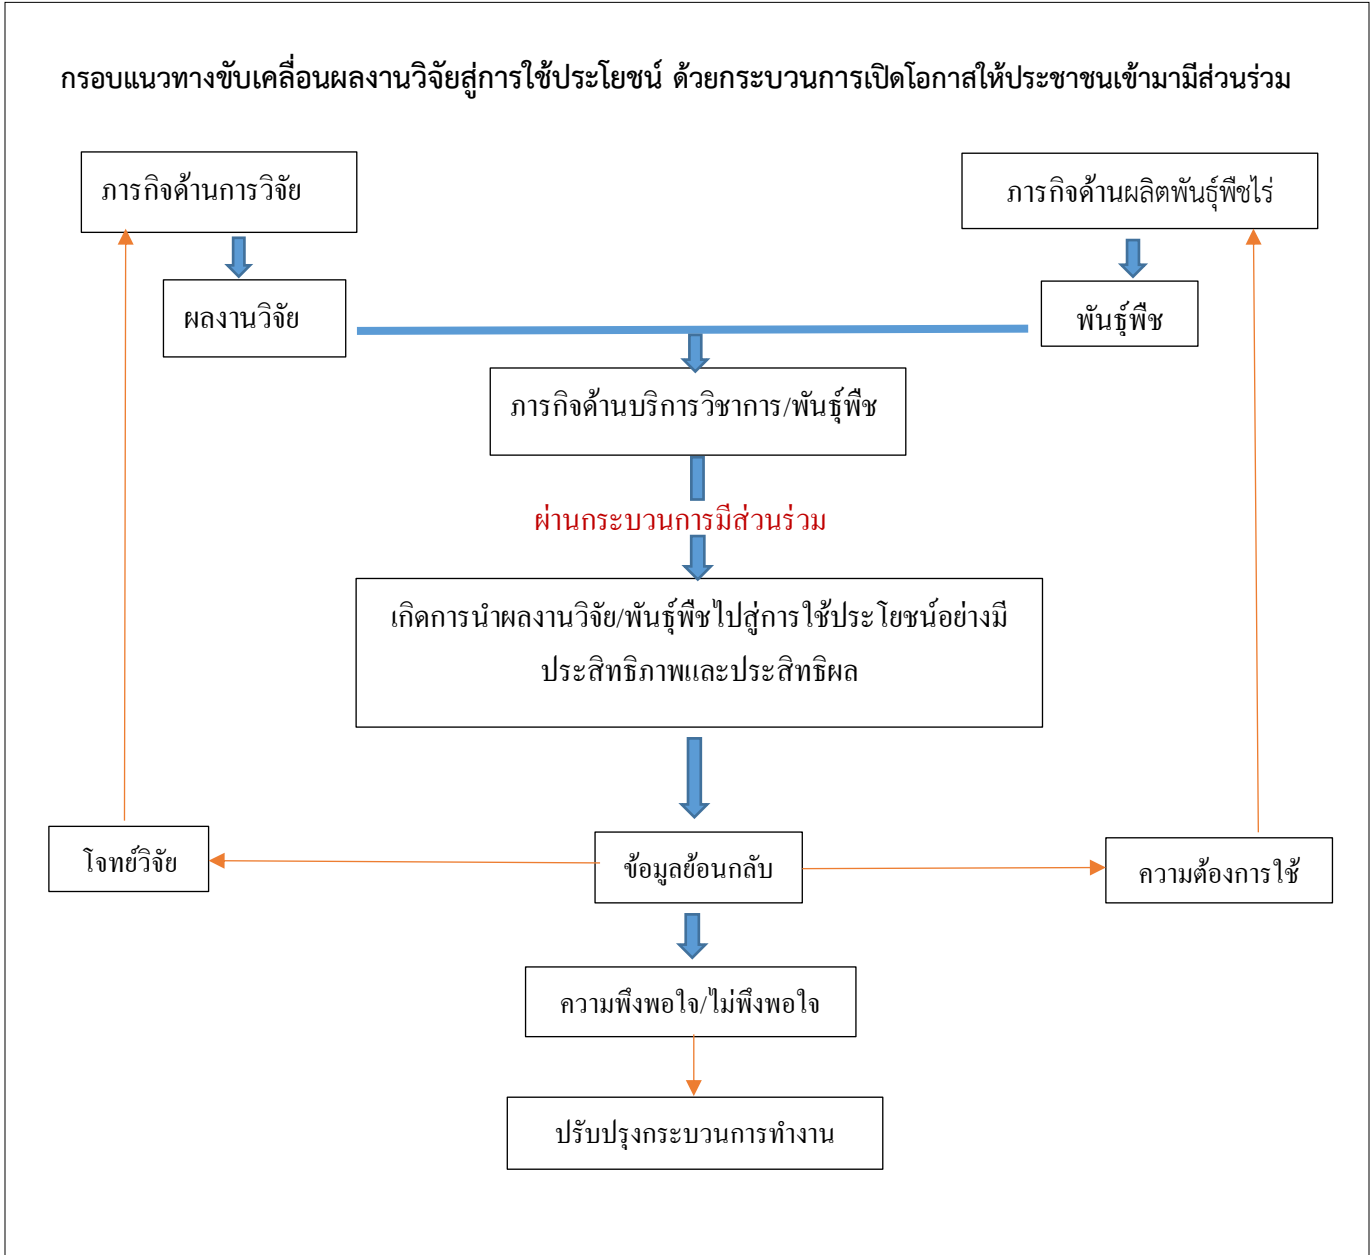 กรอบแนวทางขับเคลื่อนผลงานวิจัยสู่การใช้ประโยชน์ ด้วยกระบวนการเปิดโอกาสให้ประชาชนเข้ามามีส่วนร่วม
ภารกิจด้านการวิจัย
ภารกิจด้านผลิตพันธุ์พืชไร่
ผลงานวิจัย
พันธุ์พืช
ภารกิจด้านบริการวิชาการ/พันธุ์พืช
ผ่านกระบวนการมีส่วนร่วม
เกิดการนำผลงานวิจัย/พันธุ์พืชไปสู่การใช้ประโยชน์อย่างมี
ประสิทธิภาพและประสิทธิผล
โจทย์วิจัย
ข้อมูลย้อนกลับ
ความต้องการใช้
ความพึงพอใจ/ไม่พึงพอใจ
ปรับปรุงกระบวนการทำงาน